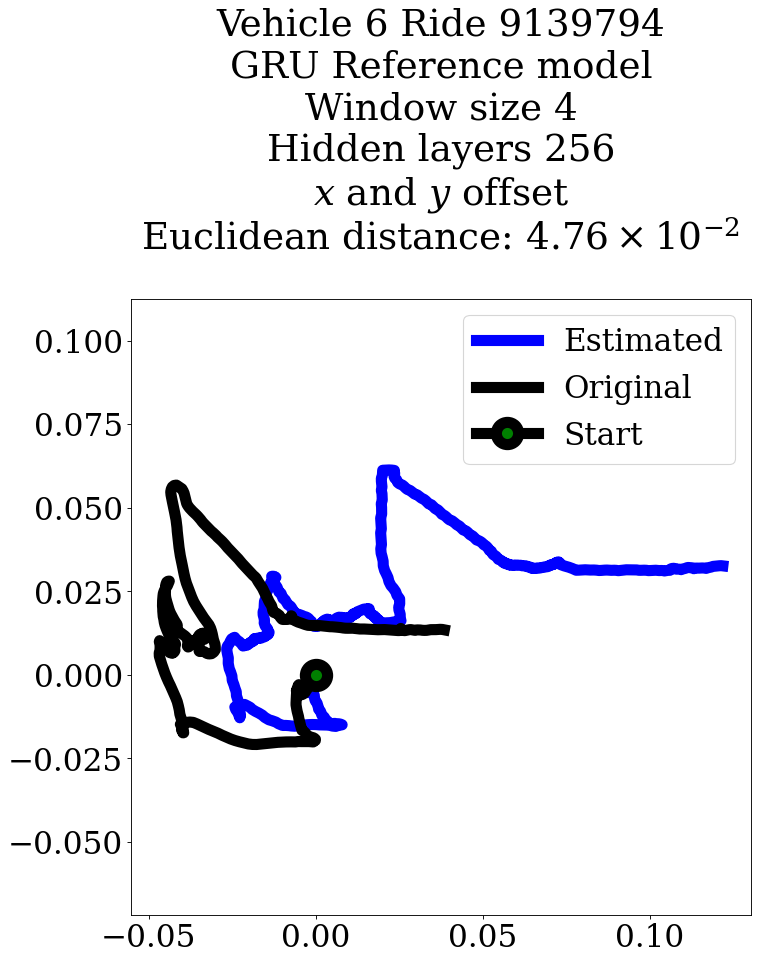 Vehicle 6 Ride 9139794
GRU Reference model
Window size 4
Hidden layers 256
x and y offset
Euclidean distance: 4.76 × 10⁻²
Estimated
Original
Start
0.100
0.075
0.050
0.025
0.000
−0.025
−0.050
−0.05 0.00 0.05 0.10